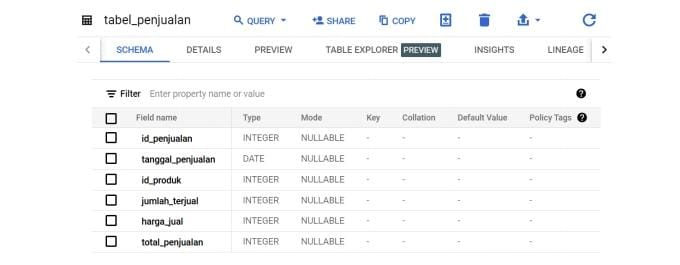 tabel_penjualan QUERY SHARE COPY
SCHEMA DETAILS PREVIEW TABLE EXPLORER PREVIEW INSIGHTS LINEAGE
Filter Enter property name or value
Field name Type Mode Key Collation Default Value Policy Tags
id_penjualan INTEGER NULLABLE - - - -
tanggal_penjualan DATE NULLABLE - - - -
id_produk INTEGER NULLABLE - - - -
jumlah_terjual INTEGER NULLABLE - - - -
harga_jual INTEGER NULLABLE - - - -
total_penjualan INTEGER NULLABLE - - - -